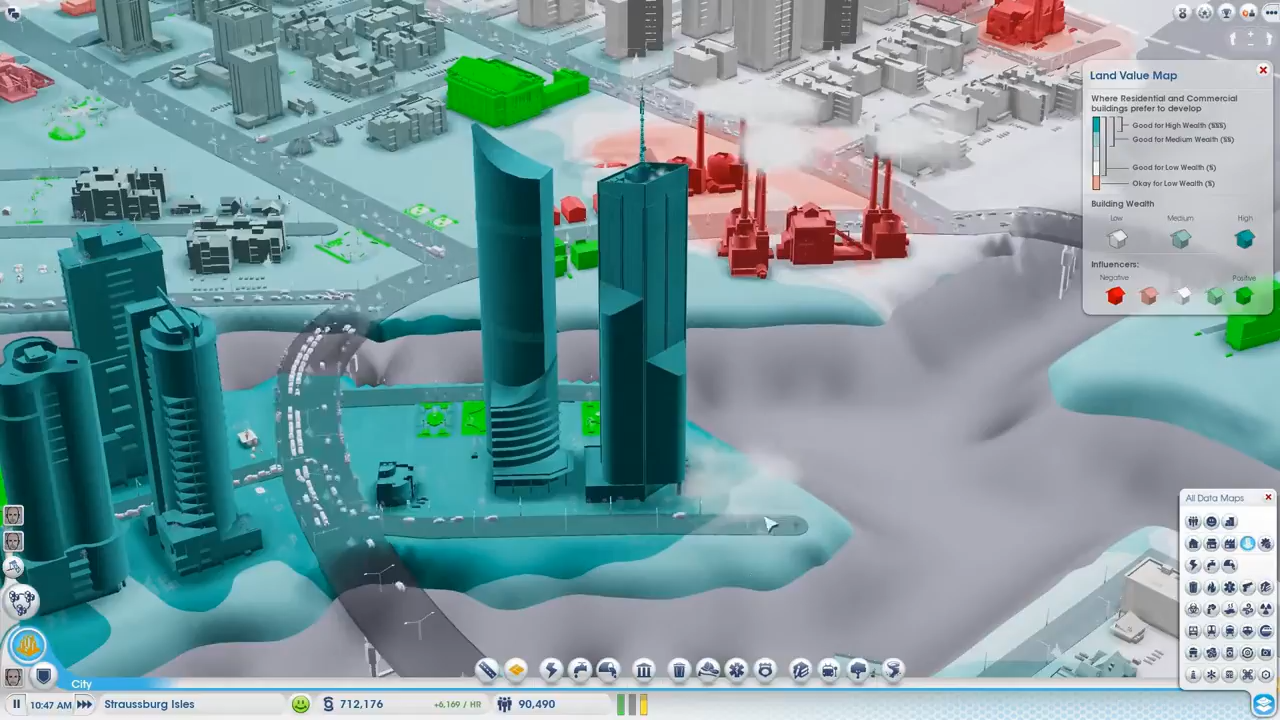 Land Value Map
Where Residential and Commercial
buildings prefer to develop
Good for High Wealth (§§§)
Good for Medium Wealth (§§)
Good for Low Wealth (§)
Okay for Low Wealth (§)
Building Wealth
Low Medium High
Influencers:
Negative Positive
All Data Maps
City
10:47 AM Straussburg Isles 712,176 +6,169 / HR 90,490